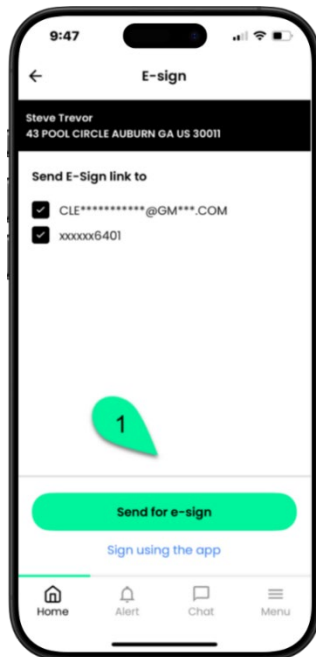 9:47
E-sign
Steve Trevor
43 POOL CIRCLE AUBURN GA US 30011
Send E-Sign link to
CLE***********@GM***.COM
xxxxxx6401
1
Send for e-sign
Sign using the app
Home Alert Chat Menu